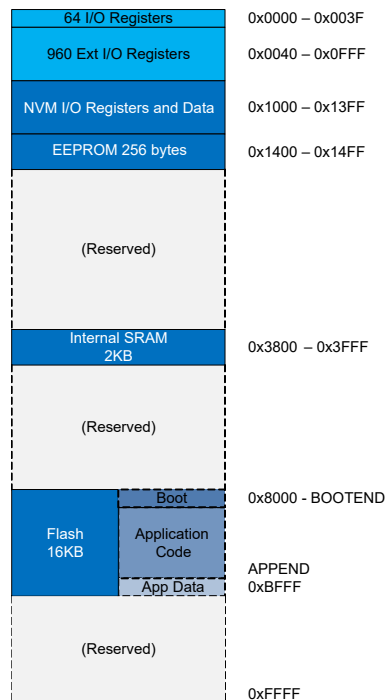 64 I/O Registers 0x0000 – 0x003F
960 Ext I/O Registers 0x0040 – 0x0FFF
NVM I/O Registers and Data 0x1000 – 0x13FF
EEPROM 256 bytes 0x1400 – 0x14FF
(Reserved)
Internal SRAM
2KB
0x3800 – 0x3FFF
(Reserved)
Boot 0x8000 - BOOTEND
Flash
16KB
Application
Code
APPEND
App Data 0xBFFF
(Reserved)
0xFFFF